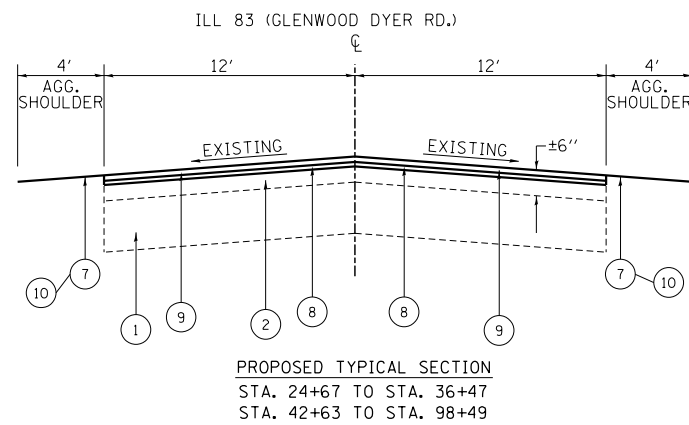 ILL 83 (GLENWOOD DYER RD.)
℄
4' 12' 12' 4'
AGG. SHOULDER
AGG. SHOULDER
EXISTING EXISTING ±6"
10 7 1 9 2 8 8 9 7 10
PROPOSED TYPICAL SECTION
STA. 24+67 TO STA. 36+47
STA. 42+63 TO STA. 98+49